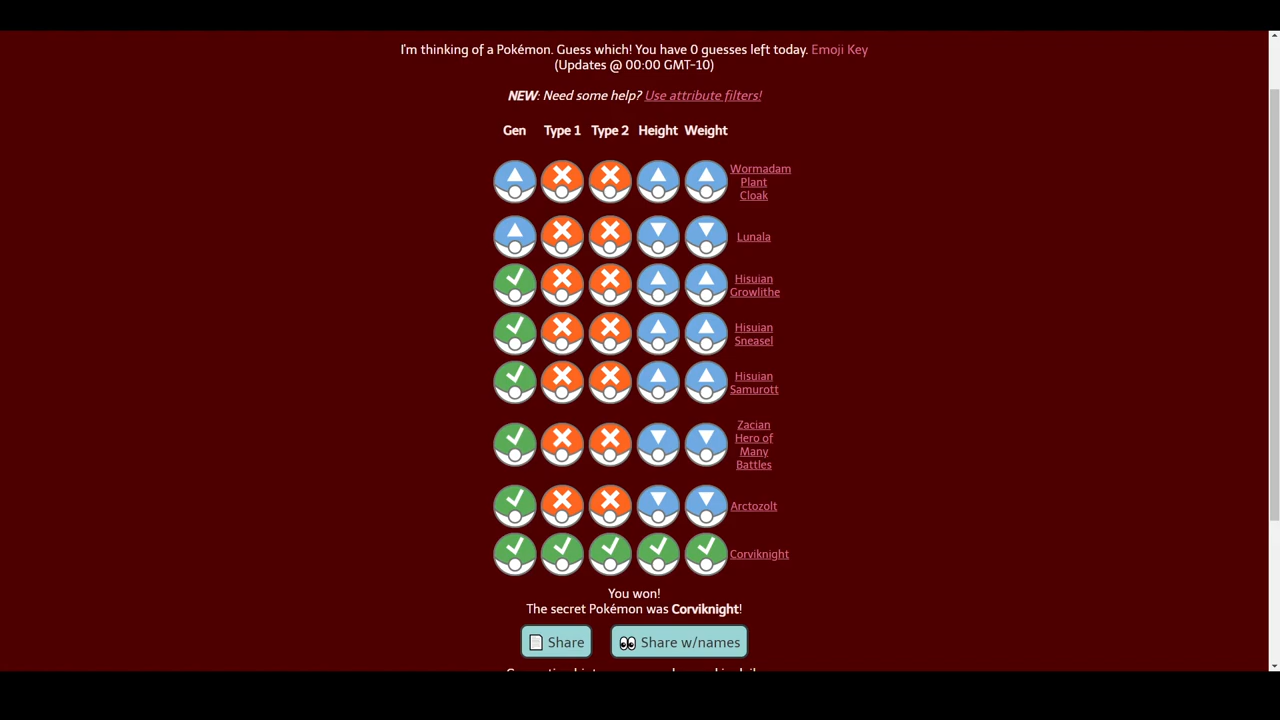 I'm thinking of a Pokémon. Guess which! You have 0 guesses left today. Emoji Key
(Updates @ 00:00 GMT-10)
NEW: Need some help? Use attribute filters!
Gen Type 1 Type 2 Height Weight
Wormadam
Plant
Cloak
Lunala
Hisuian
Growlithe
Hisuian
Sneasel
Hisuian
Samurott
Zacian
Hero of
Many
Battles
Arctozolt
Corviknight
You won!
The secret Pokémon was Corviknight!
Share
Share w/names